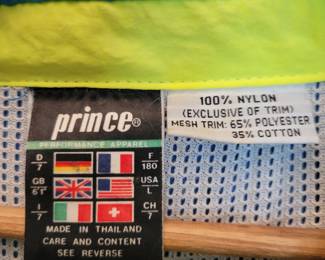 prince®
PERFORMANCE APPAREL
D/7 F/180
GB/6'1" USA/L
I/7 CH/7
MADE IN THAILAND
CARE AND CONTENT
SEE REVERSE
100% NYLON
(EXCLUSIVE OF TRIM)
MESH TRIM: 65% POLYESTER
35% COTTON